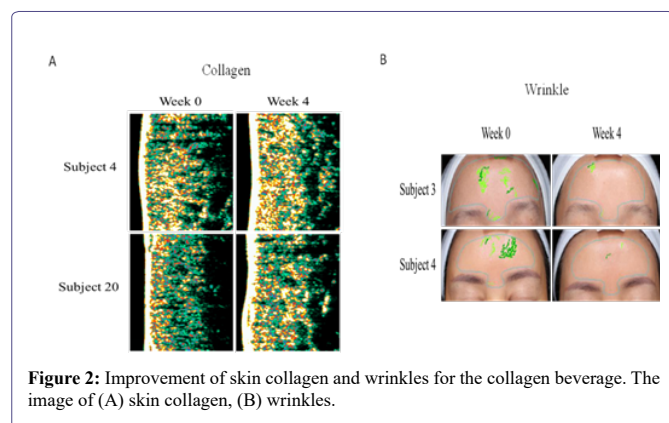 A
Collagen
Week 0 Week 4
Subject 4
Subject 20
B
Wrinkle
Week 0 Week 4
Subject 3
Subject 4
Figure 2: Improvement of skin collagen and wrinkles for the collagen beverage. The
image of (A) skin collagen, (B) wrinkles.